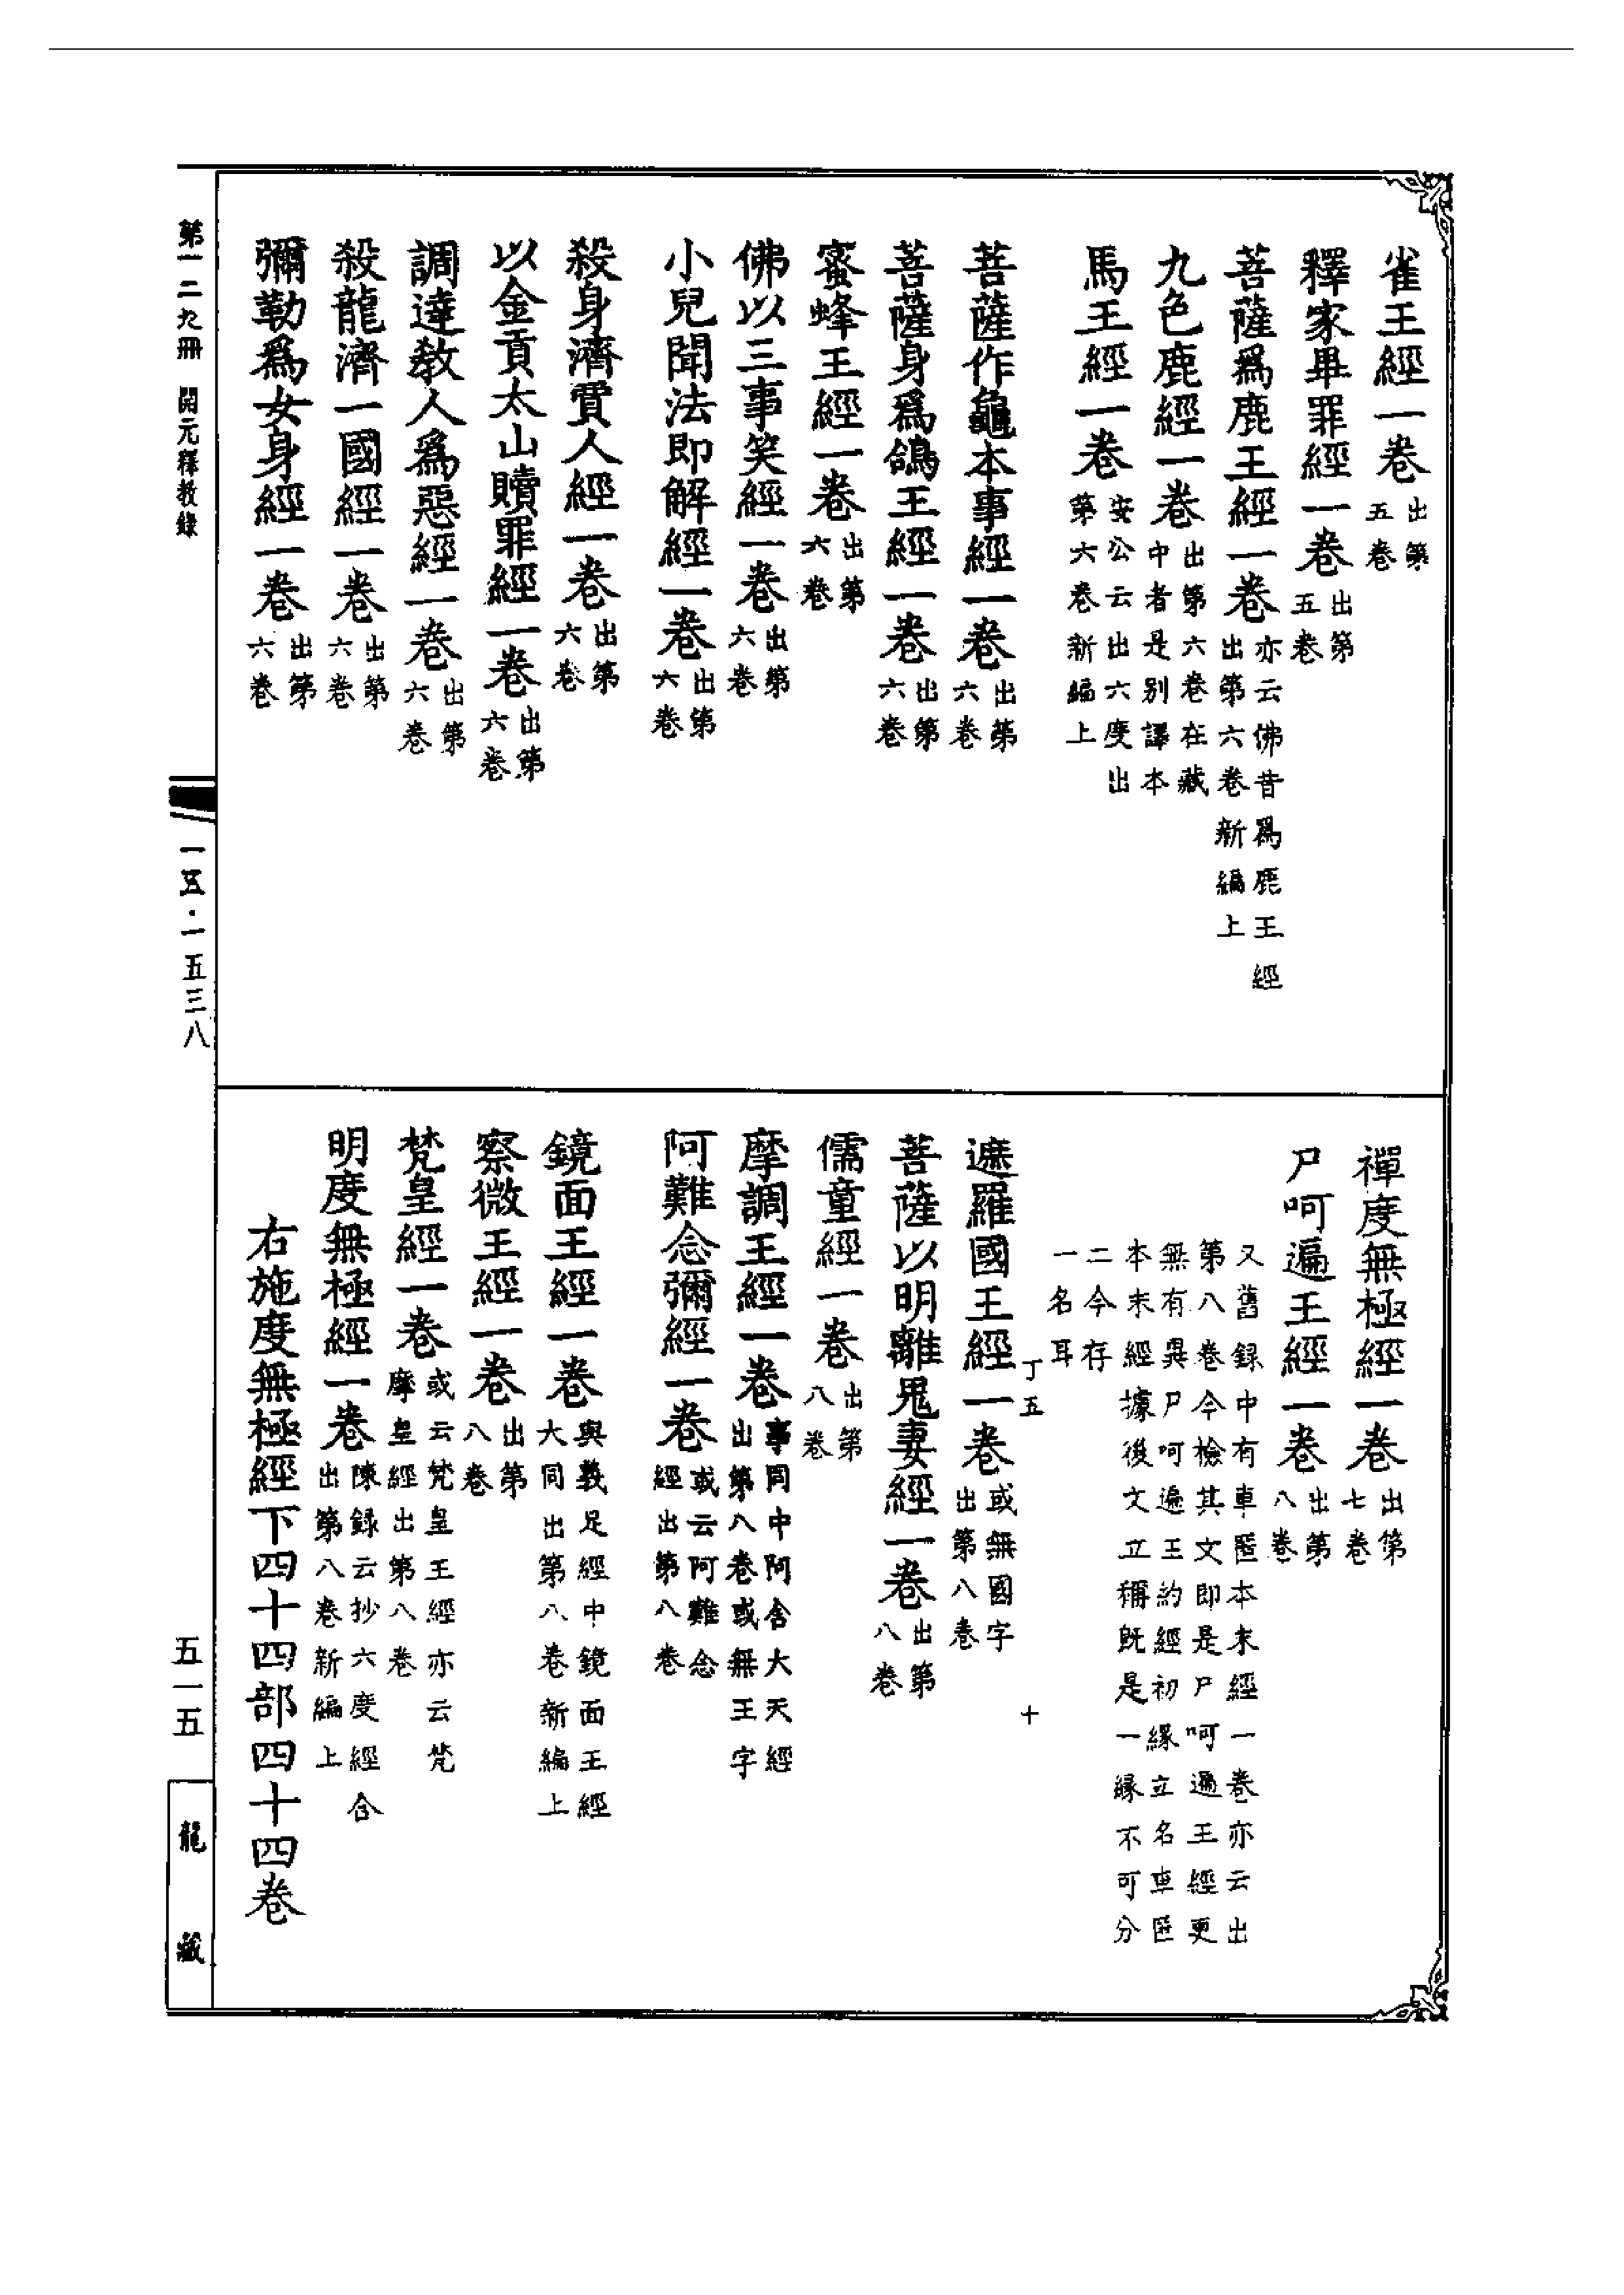 雀王經一卷出第五卷
釋家畢罪經一卷出第五卷
菩薩爲鹿王經一卷亦云佛昔爲鹿王經出第六卷新編上
九色鹿經一卷出第六卷在藏中者是別譯本
馬王經一卷安公云出六度出第六卷新編上
菩薩作龜本事經一卷出第六卷
菩薩身爲鴿王經一卷出第六卷
蜜蜂王經一卷出第六卷
佛以三事笑經一卷出第六卷
小兒聞法即解經一卷出第六卷
殺身濟賈人經一卷出第六卷
以金貢太山贖罪經一卷出第六卷
調達敎人爲惡經一卷出第六卷
殺龍濟一國經一卷出第六卷
彌勒爲女身經一卷出第六卷
禪度無極經一卷出第七卷
尸呵遍王經一卷出第八卷
又舊録中有車匿本末經一卷亦云出
第八卷今檢其文即是尸呵遍王經更
無有異尸呵遍王約經初緣立名車匿
本末經據後文立稱既是一緣不可分
二今存
一名耳
丁五 十
遮羅國王經一卷或無國字出第八卷
菩薩以明離鬼妻經一卷出第八卷
儒童經一卷出第八卷
摩調王經一卷事同中阿含大天經出第八卷或無王字
阿難念彌經一卷或云阿難念經出第八卷
鏡面王經一卷與義足經中鏡面王經大同出第八卷新編上
察微王經一卷出第八卷
梵皇經一卷或云梵皇王經亦云梵摩皇經出第八卷
明度無極經一卷陳録云抄六度經合出第八卷新編上
右施度無極經下四十四部四十四卷
第一二九冊 開元釋教錄
一五·一五三八
五一五
龍藏